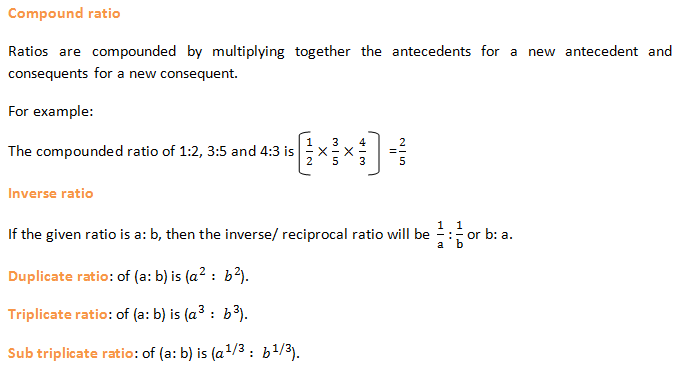 Compound ratio
Ratios are compounded by multiplying together the antecedents for a new antecedent and
consequents for a new consequent.
For example:
The compounded ratio of 1:2, 3:5 and 4:3 is [1/2 × 3/5 × 4/3] = 2/5
Inverse ratio
If the given ratio is a: b, then the inverse/ reciprocal ratio will be 1/a : 1/b or b: a.
Duplicate ratio: of (a: b) is (a² : b²).
Triplicate ratio: of (a: b) is (a³ : b³).
Sub triplicate ratio: of (a: b) is (a^1/3 : b^1/3).